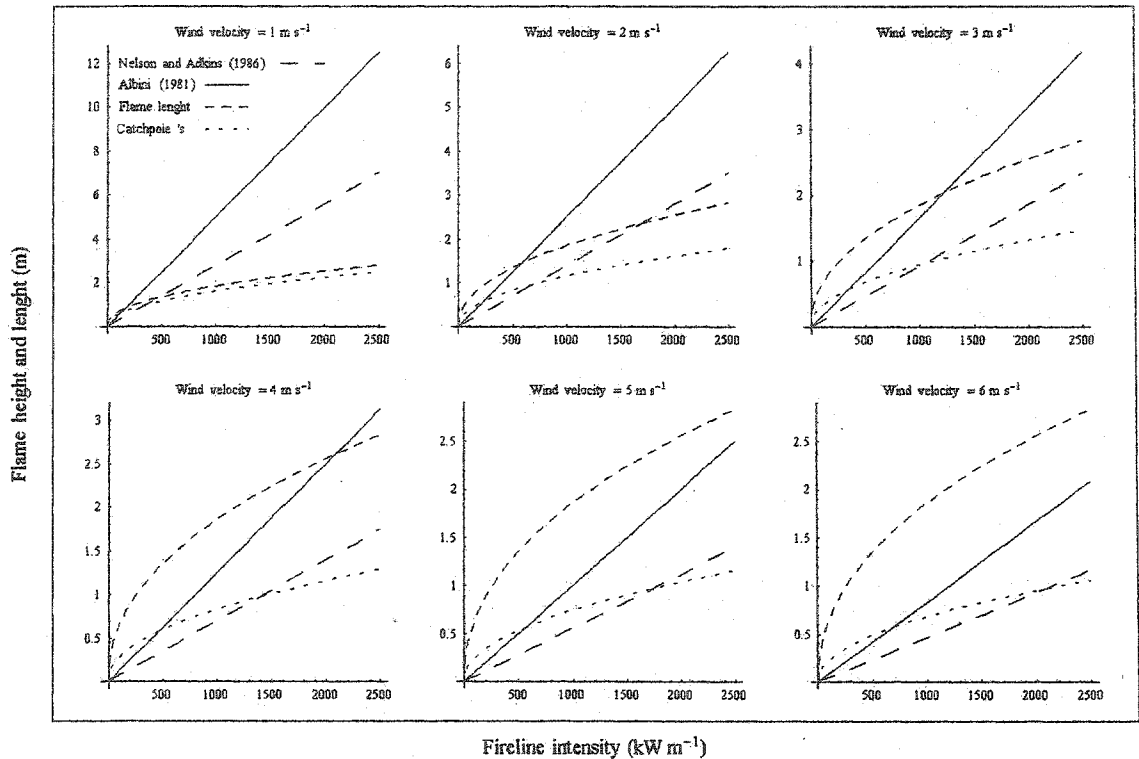 Wind velocity = 1 m s⁻¹
Nelson and Adkins (1986)
Albini (1981)
Flame lenght
Catchpole 's
12
10
8
6
4
2
500 1000 1500 2000 2500
Wind velocity = 2 m s⁻¹
6
5
4
3
2
1
500 1000 1500 2000 2500
Wind velocity = 3 m s⁻¹
4
3
2
1
500 1000 1500 2000 2500
Flame height and lenght (m)
Wind velocity = 4 m s⁻¹
3
2.5
2
1.5
1
0.5
500 1000 1500 2000 2500
Wind velocity = 5 m s⁻¹
2.5
2
1.5
1
0.5
500 1000 1500 2000 2500
Wind velocity = 6 m s⁻¹
2.5
2
1.5
1
0.5
500 1000 1500 2000 2500
Fireline intensity (kW m⁻¹)